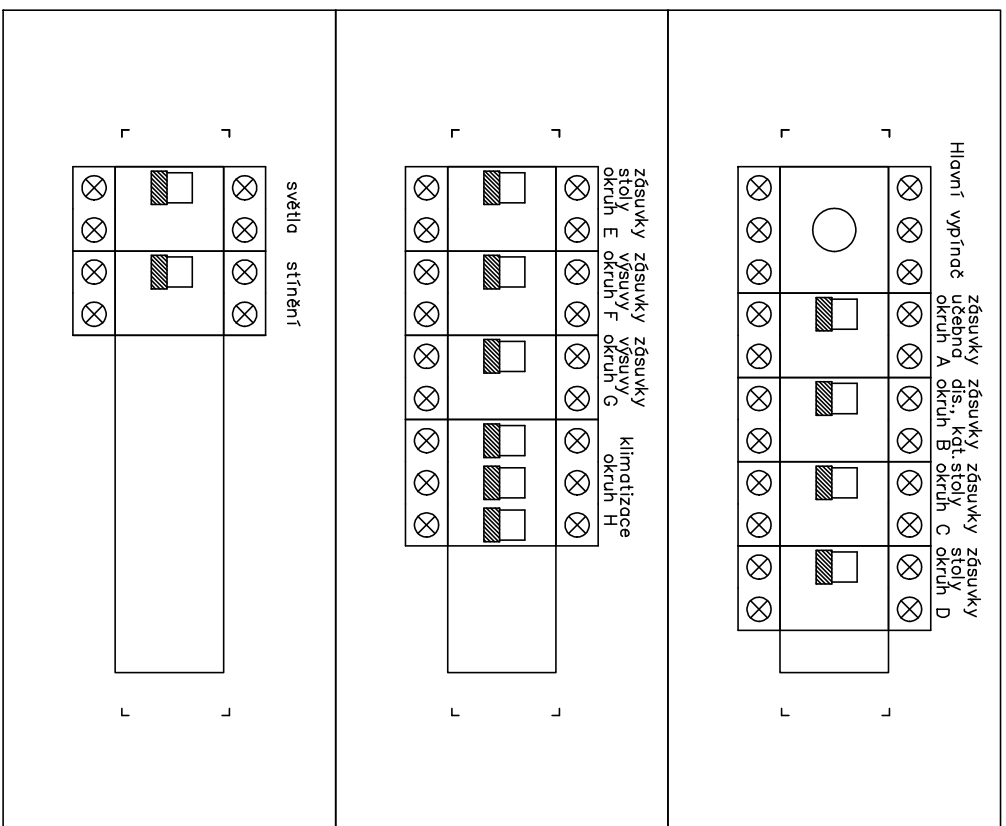 Hlavní vypínač
zásuvky
učebna
okruh A
zásuvky
dis., kat.
okruh B
zásuvky
stoly
okruh C
zásuvky
stoly
okruh D
zásuvky
stoly
okruh E
zásuvky
výsuvy
okruh F
zásuvky
výsuvy
okruh G
klimatizace
okruh H
světla
stínění